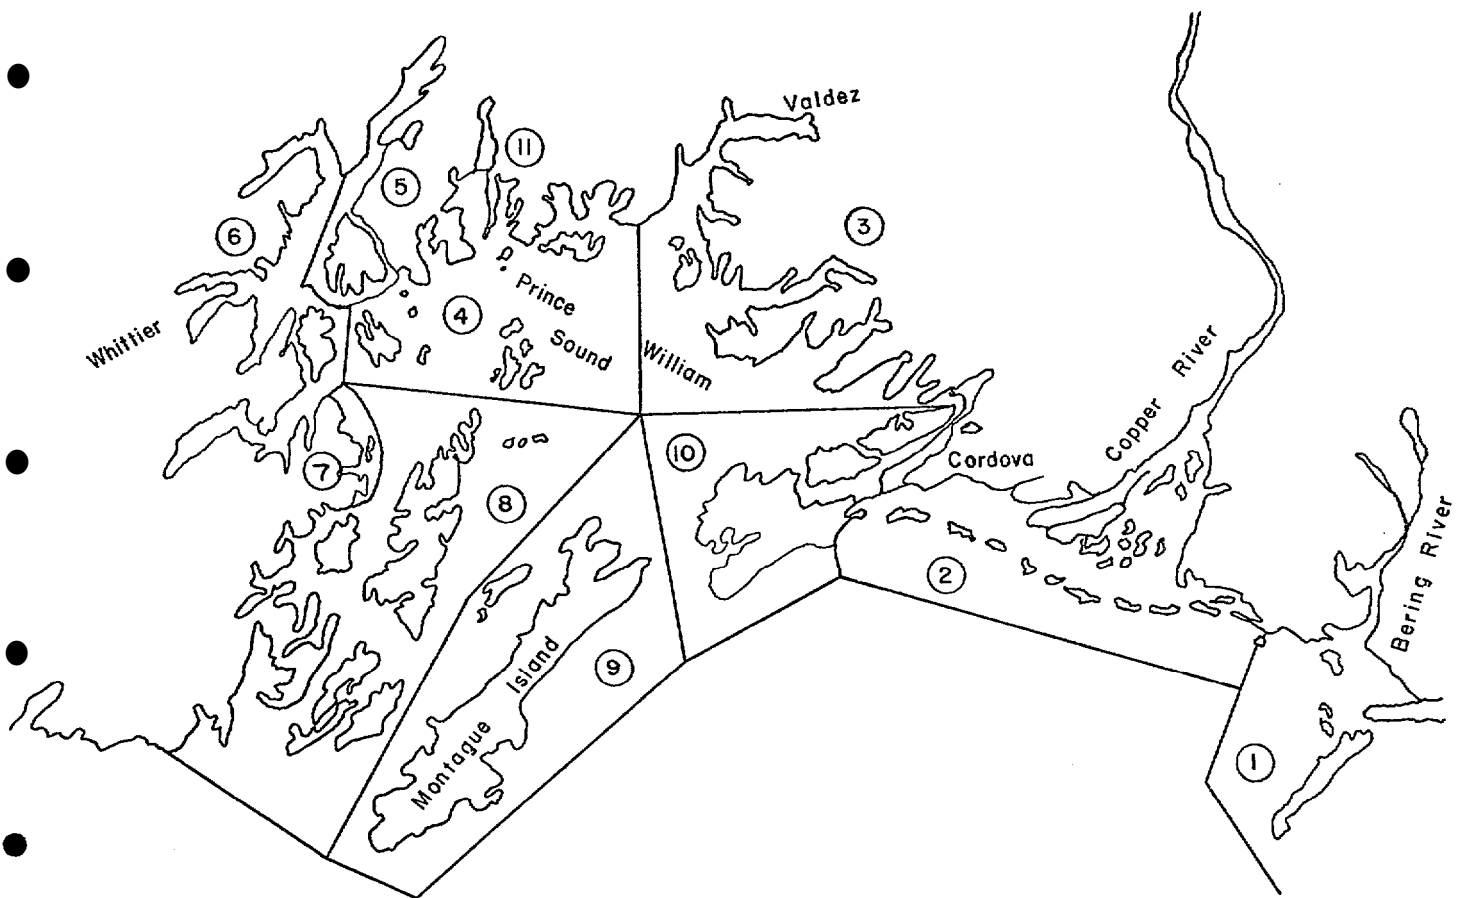 Valdez
11
5
3
6
Prince
William
Sound
4
Whittier
Copper River
10
Cordova
7
8
2
Bering River
Montague Island
9
1